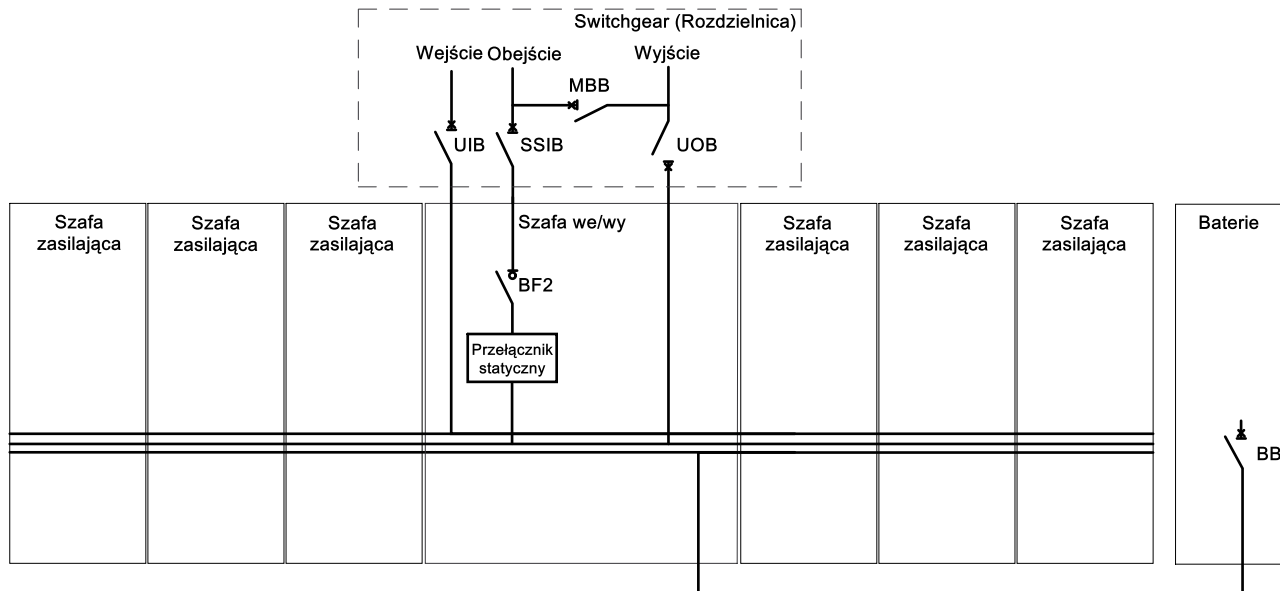 Switchgear (Rozdzielnica)
Wejście Obejście Wyjście
MBB
UIB SSIB UOB
Szafa zasilająca
Szafa zasilająca
Szafa zasilająca
Szafa we/wy
Szafa zasilająca
Szafa zasilająca
Szafa zasilająca
Baterie
BF2
Przełącznik
statyczny
BB